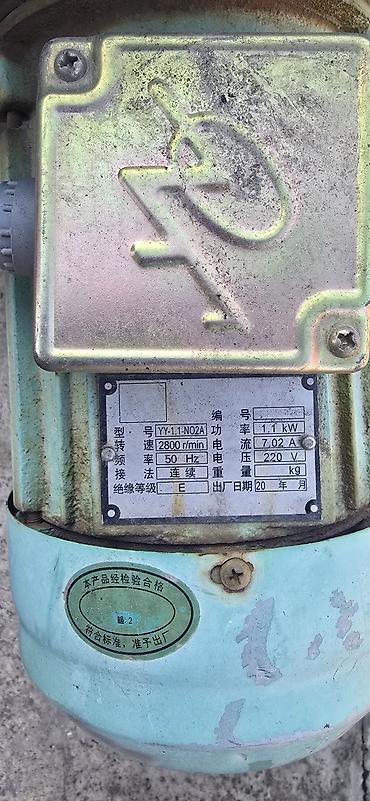 编 号
型 号 YY-1.1-NO2A 功 率 1.1 kW
转 速 2800 r/min 电 流 7.02 A
频 率 50 Hz 电 压 220 V
接 法 连 续 重 量 kg
绝缘等级 E 出厂日期 20 年 月
本产品经检验合格
符合标准、准予出厂